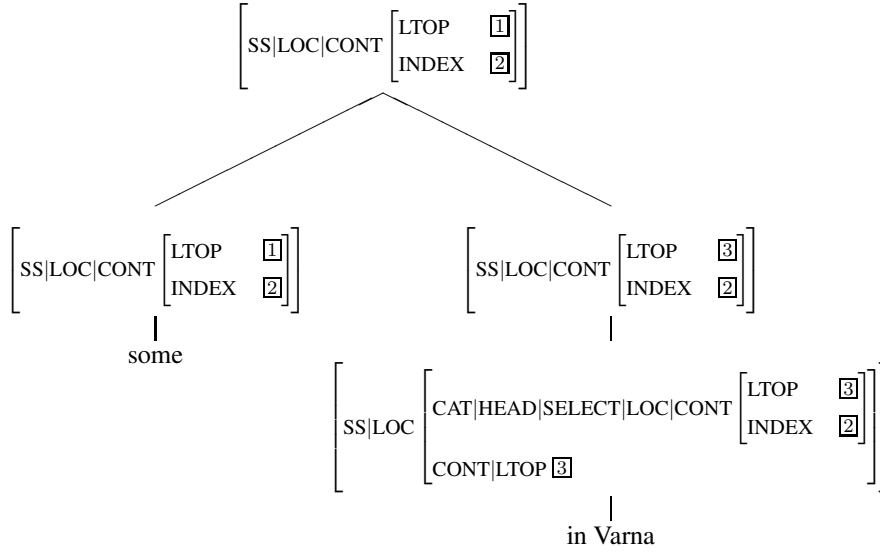 SS|LOC|CONT LTOP 1
INDEX 2
SS|LOC|CONT LTOP 1
INDEX 2
some
SS|LOC|CONT LTOP 3
INDEX 2
SS|LOC CAT|HEAD|SELECT|LOC|CONT LTOP 3
INDEX 2
CONT|LTOP 3
in Varna